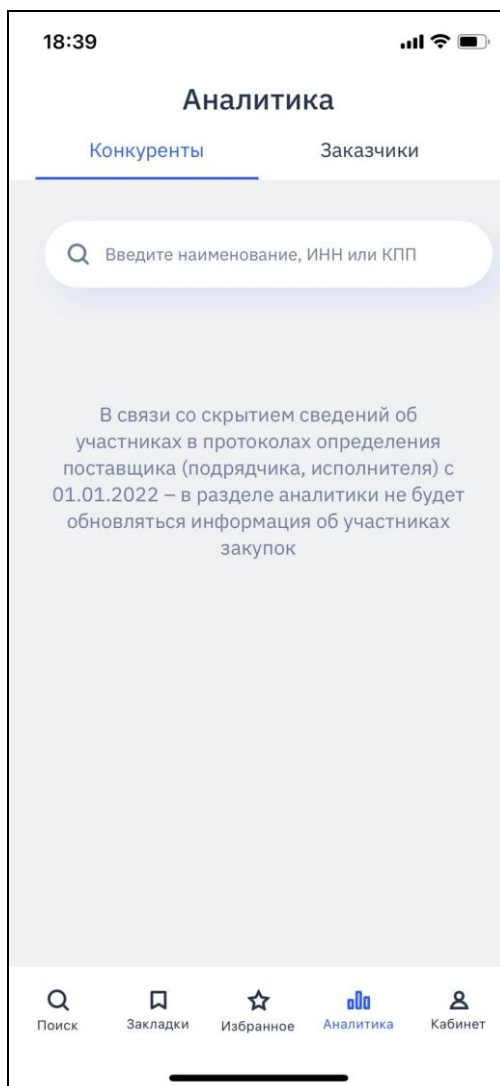 18:39
Аналитика
Конкуренты Заказчики
Введите наименование, ИНН или КПП
В связи со скрытием сведений об
участниках в протоколах определения
поставщика (подрядчика, исполнителя) с
01.01.2022 – в разделе аналитики не будет
обновляться информация об участниках
закупок
Поиск Закладки Избранное Аналитика Кабинет